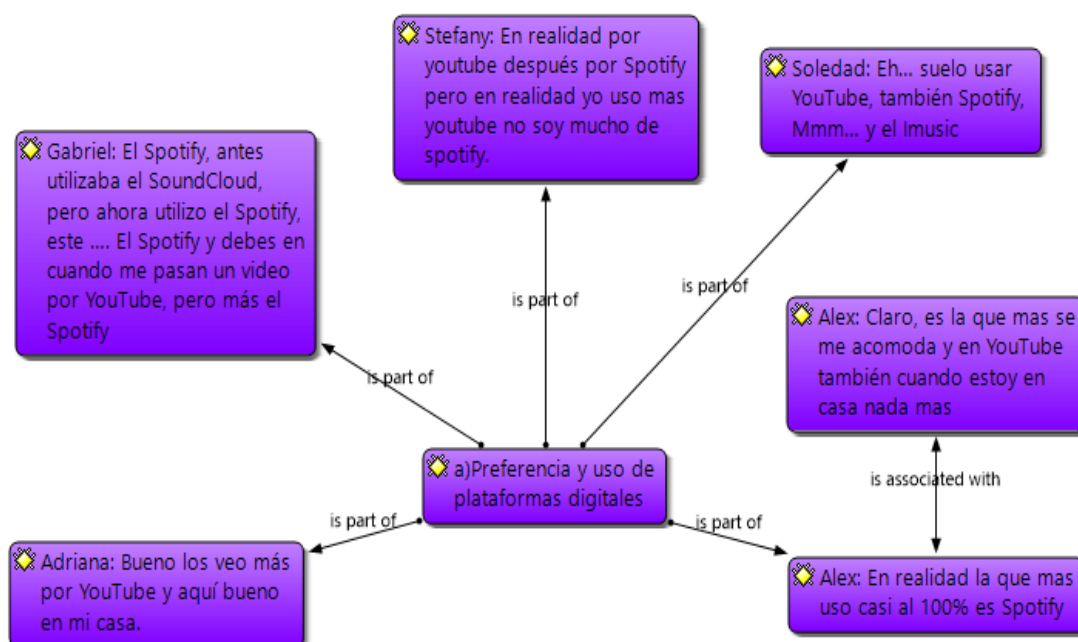 Stefany: En realidad por
youtube después por Spotify
pero en realidad yo uso mas
youtube no soy mucho de
spotify.
Soledad: Eh... suelo usar
YouTube, también Spotify,
Mmm... y el Imusic
Gabriel: El Spotify, antes
utilizaba el SoundCloud,
pero ahora utilizo el Spotify,
este .... El Spotify y debes en
cuando me pasan un video
por YouTube, pero más el
Spotify
is part of
is part of
is part of
Alex: Claro, es la que mas se
me acomoda y en YouTube
también cuando estoy en
casa nada mas
a)Preferencia y uso de
plataformas digitales
is associated with
is part of
is part of
Adriana: Bueno los veo más
por YouTube y aquí bueno
en mi casa.
Alex: En realidad la que mas
uso casi al 100% es Spotify